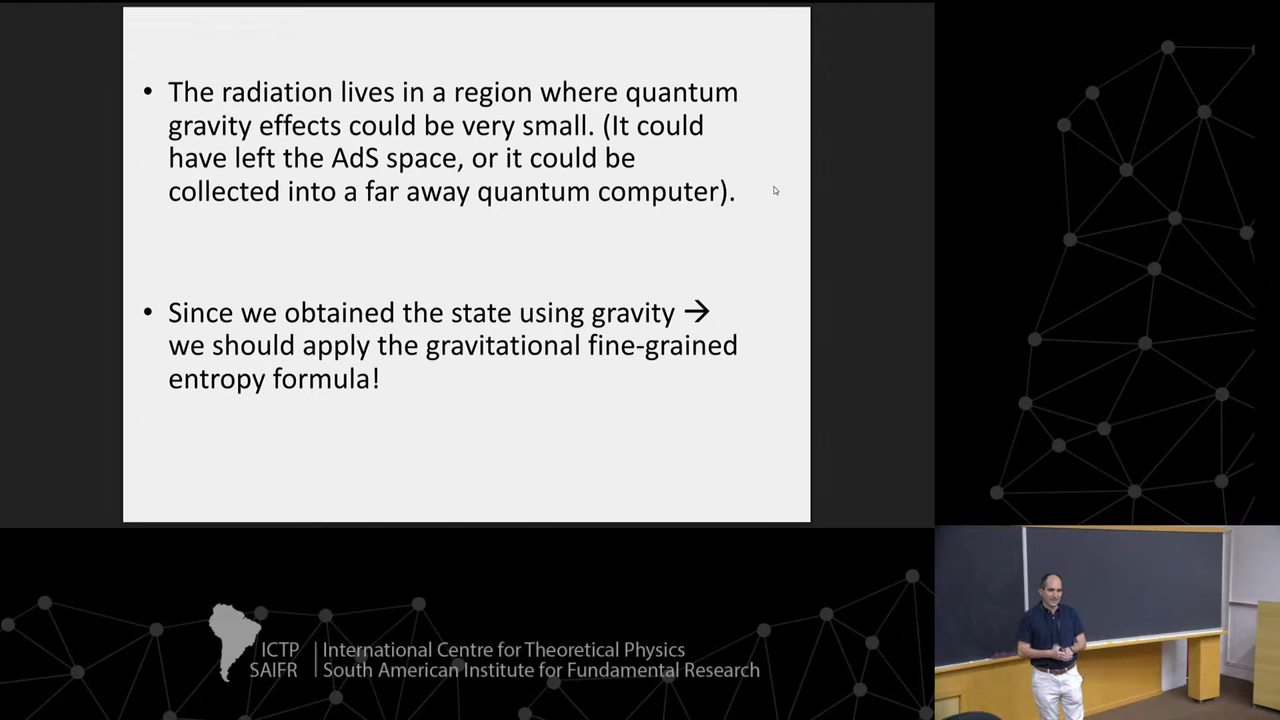 • The radiation lives in a region where quantum
gravity effects could be very small. (It could
have left the AdS space, or it could be
collected into a far away quantum computer).
• Since we obtained the state using gravity →
we should apply the gravitational fine-grained
entropy formula!
ICTP | International Centre for Theoretical Physics
SAIFR | South American Institute for Fundamental Research